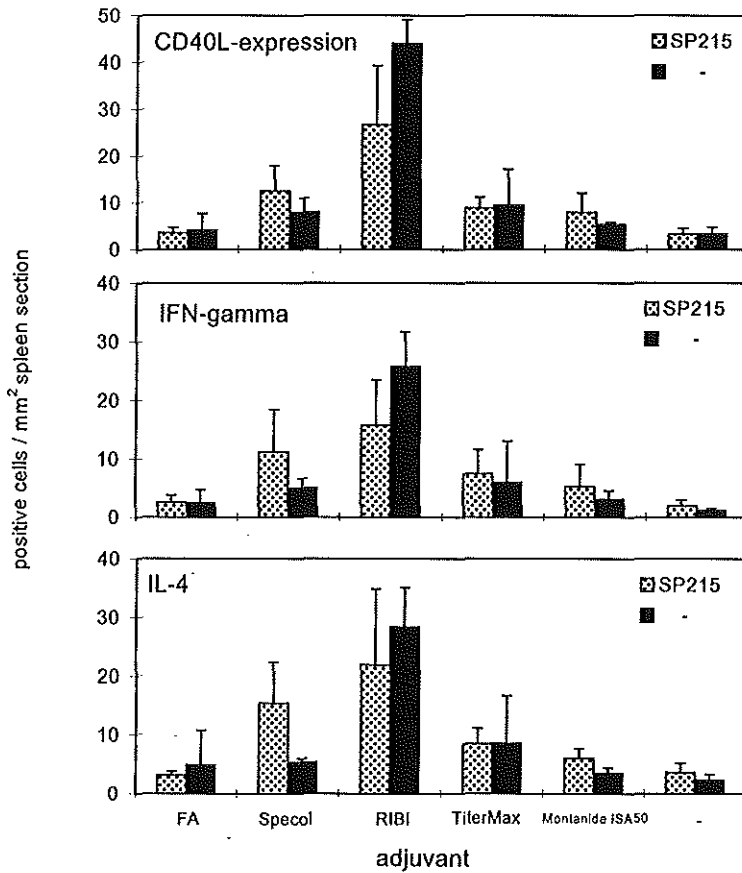 positive cells / mm² spleen section
CD40L-expression
SP215
-
50
40
30
20
10
0
IFN-gamma
SP215
-
40
30
20
10
0
IL-4
SP215
-
40
30
20
10
0
FA Specol RIBI TiterMax Montanide ISA50 -
adjuvant